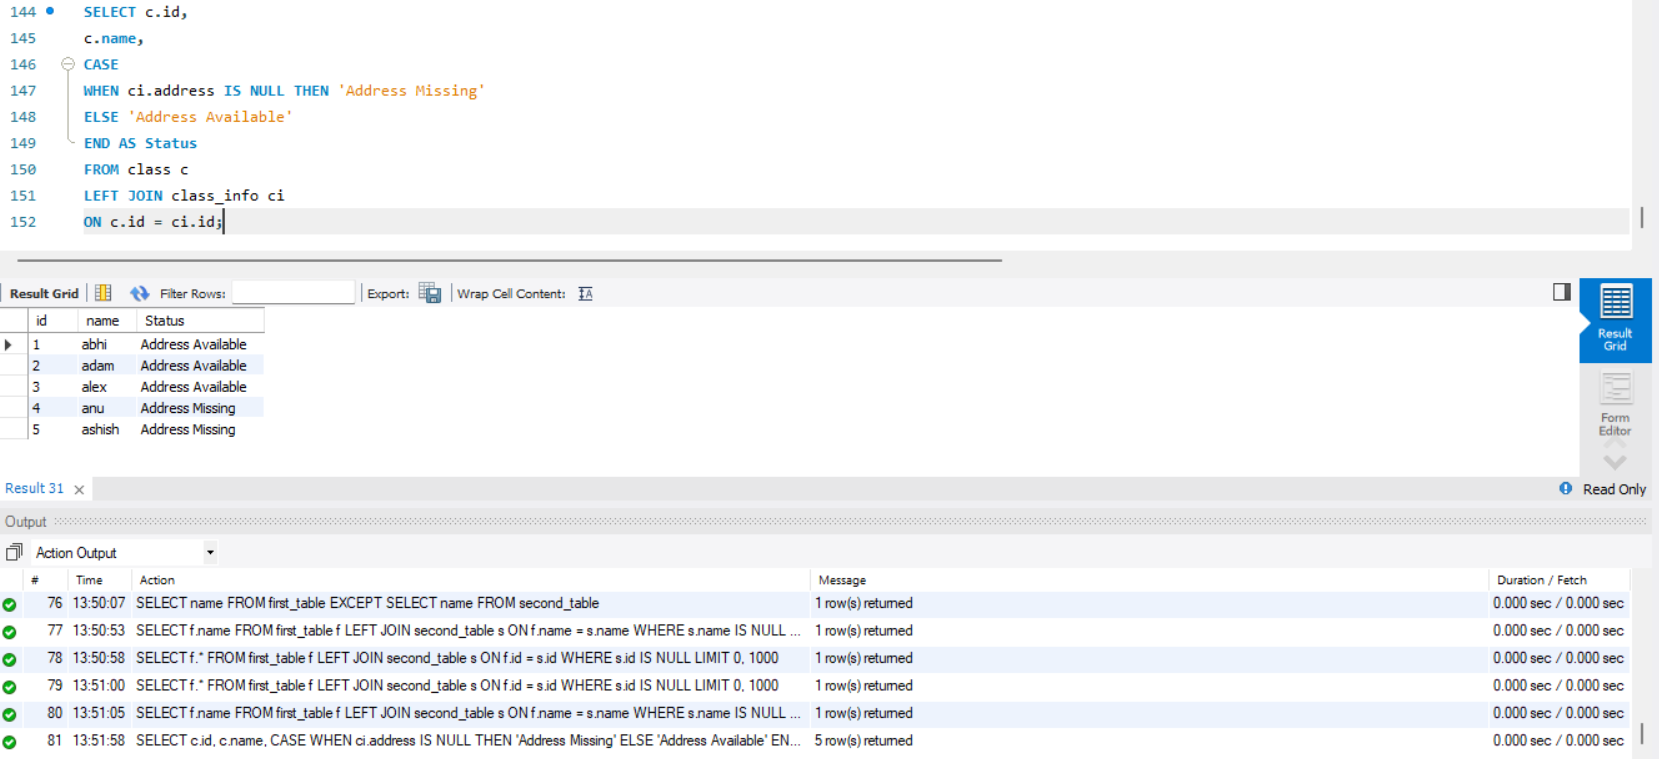 144 SELECT c.id,
145 c.name,
146 CASE
147 WHEN ci.address IS NULL THEN 'Address Missing'
148 ELSE 'Address Available'
149 END AS Status
150 FROM class c
151 LEFT JOIN class_info ci
152 ON c.id = ci.id;
Result Grid Filter Rows: Export: Wrap Cell Content:
id name Status
1 abhi Address Available
2 adam Address Available
3 alex Address Available
4 anu Address Missing
5 ashish Address Missing
Result
Grid
Form
Editor
Result 31 Read Only
Output
Action Output
# Time Action Message Duration / Fetch
76 13:50:07 SELECT name FROM first_table EXCEPT SELECT name FROM second_table 1 row(s) returned 0.000 sec / 0.000 sec
77 13:50:53 SELECT f.name FROM first_table f LEFT JOIN second_table s ON f.name = s.name WHERE s.name IS NULL ... 1 row(s) returned 0.000 sec / 0.000 sec
78 13:50:58 SELECT f.* FROM first_table f LEFT JOIN second_table s ON f.id = s.id WHERE s.id IS NULL LIMIT 0, 1000 1 row(s) returned 0.000 sec / 0.000 sec
79 13:51:00 SELECT f.* FROM first_table f LEFT JOIN second_table s ON f.id = s.id WHERE s.id IS NULL LIMIT 0, 1000 1 row(s) returned 0.000 sec / 0.000 sec
80 13:51:05 SELECT f.name FROM first_table f LEFT JOIN second_table s ON f.name = s.name WHERE s.name IS NULL ... 1 row(s) returned 0.000 sec / 0.000 sec
81 13:51:58 SELECT c.id, c.name, CASE WHEN ci.address IS NULL THEN 'Address Missing' ELSE 'Address Available' EN... 5 row(s) returned 0.000 sec / 0.000 sec